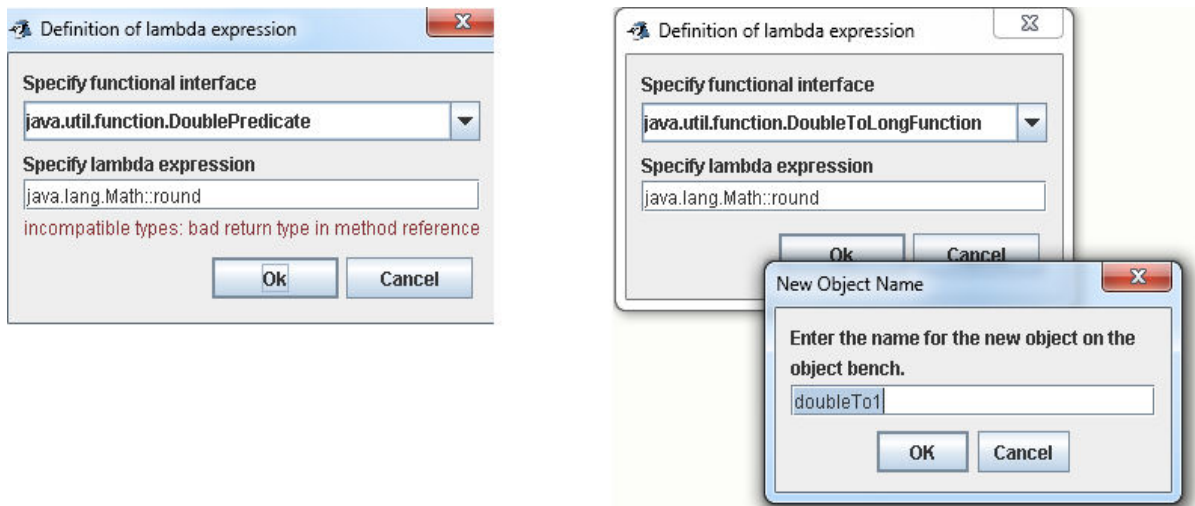 Definition of lambda expression
Specify functional interface
java.util.function.DoublePredicate
Specify lambda expression
java.lang.Math::round
incompatible types: bad return type in method reference
Ok
Cancel
Definition of lambda expression
Specify functional interface
java.util.function.DoubleToLongFunction
Specify lambda expression
java.lang.Math::round
Ok
Cancel
New Object Name
Enter the name for the new object on the
object bench.
doubleTo1
OK
Cancel